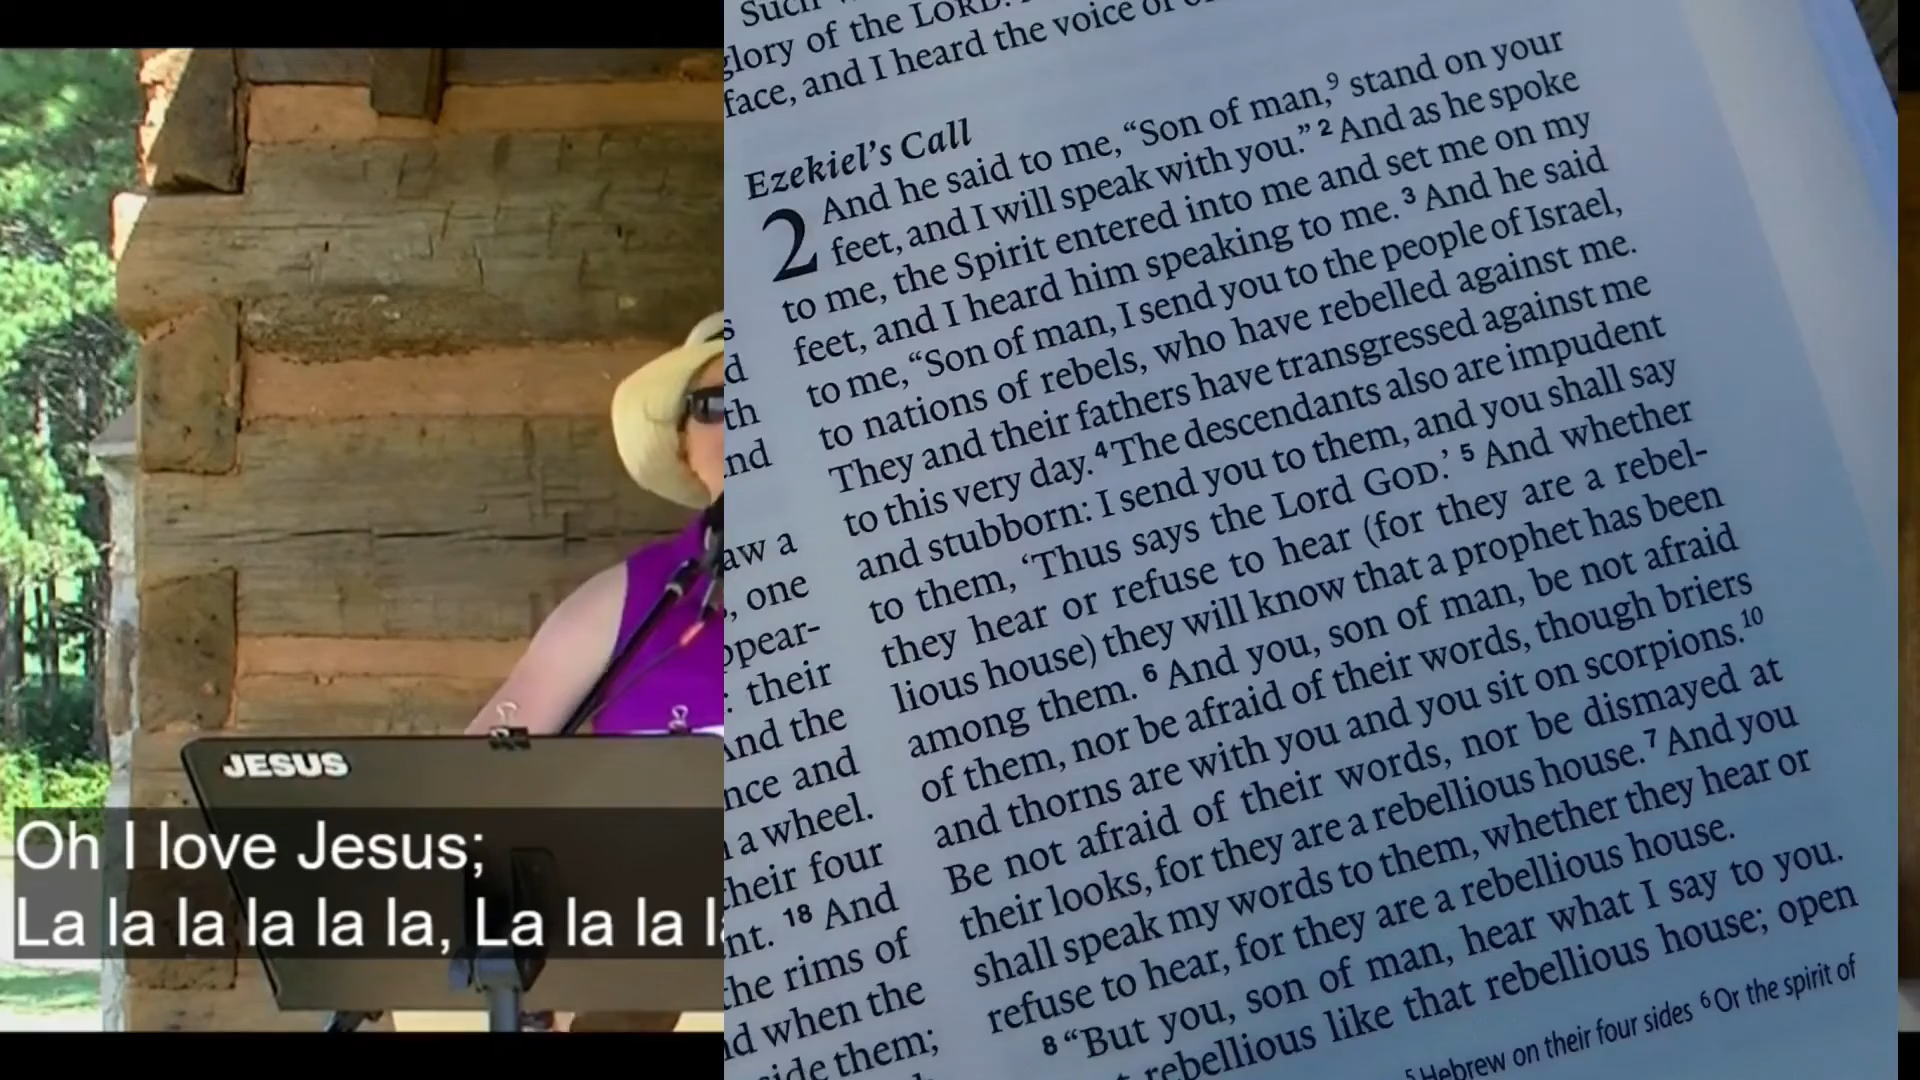 JESUS
Oh I love Jesus;
La la la la la la, La la la
Such
glory of the LORD.
face, and I heard the voice of
Ezekiel’s Call
2 And he said to me, “Son of man,⁹ stand on your
feet, and I will speak with you.” ² And as he spoke
to me, the Spirit entered into me and set me on my
feet, and I heard him speaking to me. ³ And he said
to me, “Son of man, I send you to the people of Israel,
to nations of rebels, who have rebelled against me.
They and their fathers have transgressed against me
to this very day. ⁴ The descendants also are impudent
and stubborn: I send you to them, and you shall say
to them, ‘Thus says the Lord GOD.’ ⁵ And whether
they hear or refuse to hear (for they are a rebel-
lious house) they will know that a prophet has been
among them. ⁶ And you, son of man, be not afraid
of them, nor be afraid of their words, though briers
and thorns are with you and you sit on scorpions.¹⁰
Be not afraid of their words, nor be dismayed at
their looks, for they are a rebellious house. ⁷ And you
shall speak my words to them, whether they hear or
refuse to hear, for they are a rebellious house.
⁸ “But you, son of man, hear what I say to you.
rebellious like that rebellious house; open
⁵ Hebrew on their four sides ⁶ Or the spirit of
s
d
th
nd
aw a
, one
ppear-
: their
And the
nce and
a wheel.
their four
nt. ¹⁸ And
the rims of
nd when the
side them;